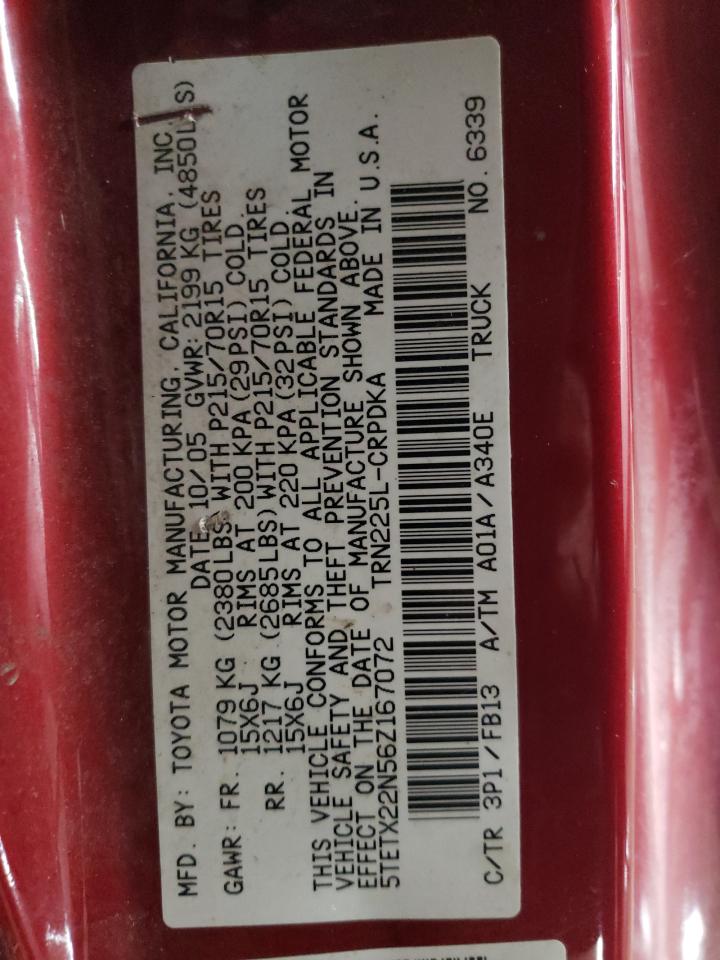 MFD. BY: TOYOTA MOTOR MANUFACTURING, CALIFORNIA, INC.
DATE 10/05 GVWR: 2199 KG (4850LBS)
GAWR: FR. 1079 KG (2380LBS) WITH P215/70R15 TIRES
15X6J RIMS AT 200 KPA (29PSI) COLD.
RR. 1217 KG (2685LBS) WITH P215/70R15 TIRES
15X6J RIMS AT 220 KPA (32PSI) COLD.
THIS VEHICLE CONFORMS TO ALL APPLICABLE FEDERAL MOTOR
VEHICLE SAFETY AND THEFT PREVENTION STANDARDS IN
EFFECT ON THE DATE OF MANUFACTURE SHOWN ABOVE.
5TETX22N56Z167072 TRN225L-CRPDKA MADE IN U.S.A.
C/TR 3P1/FB13 A/TM A01A/A340E TRUCK NO. 6339